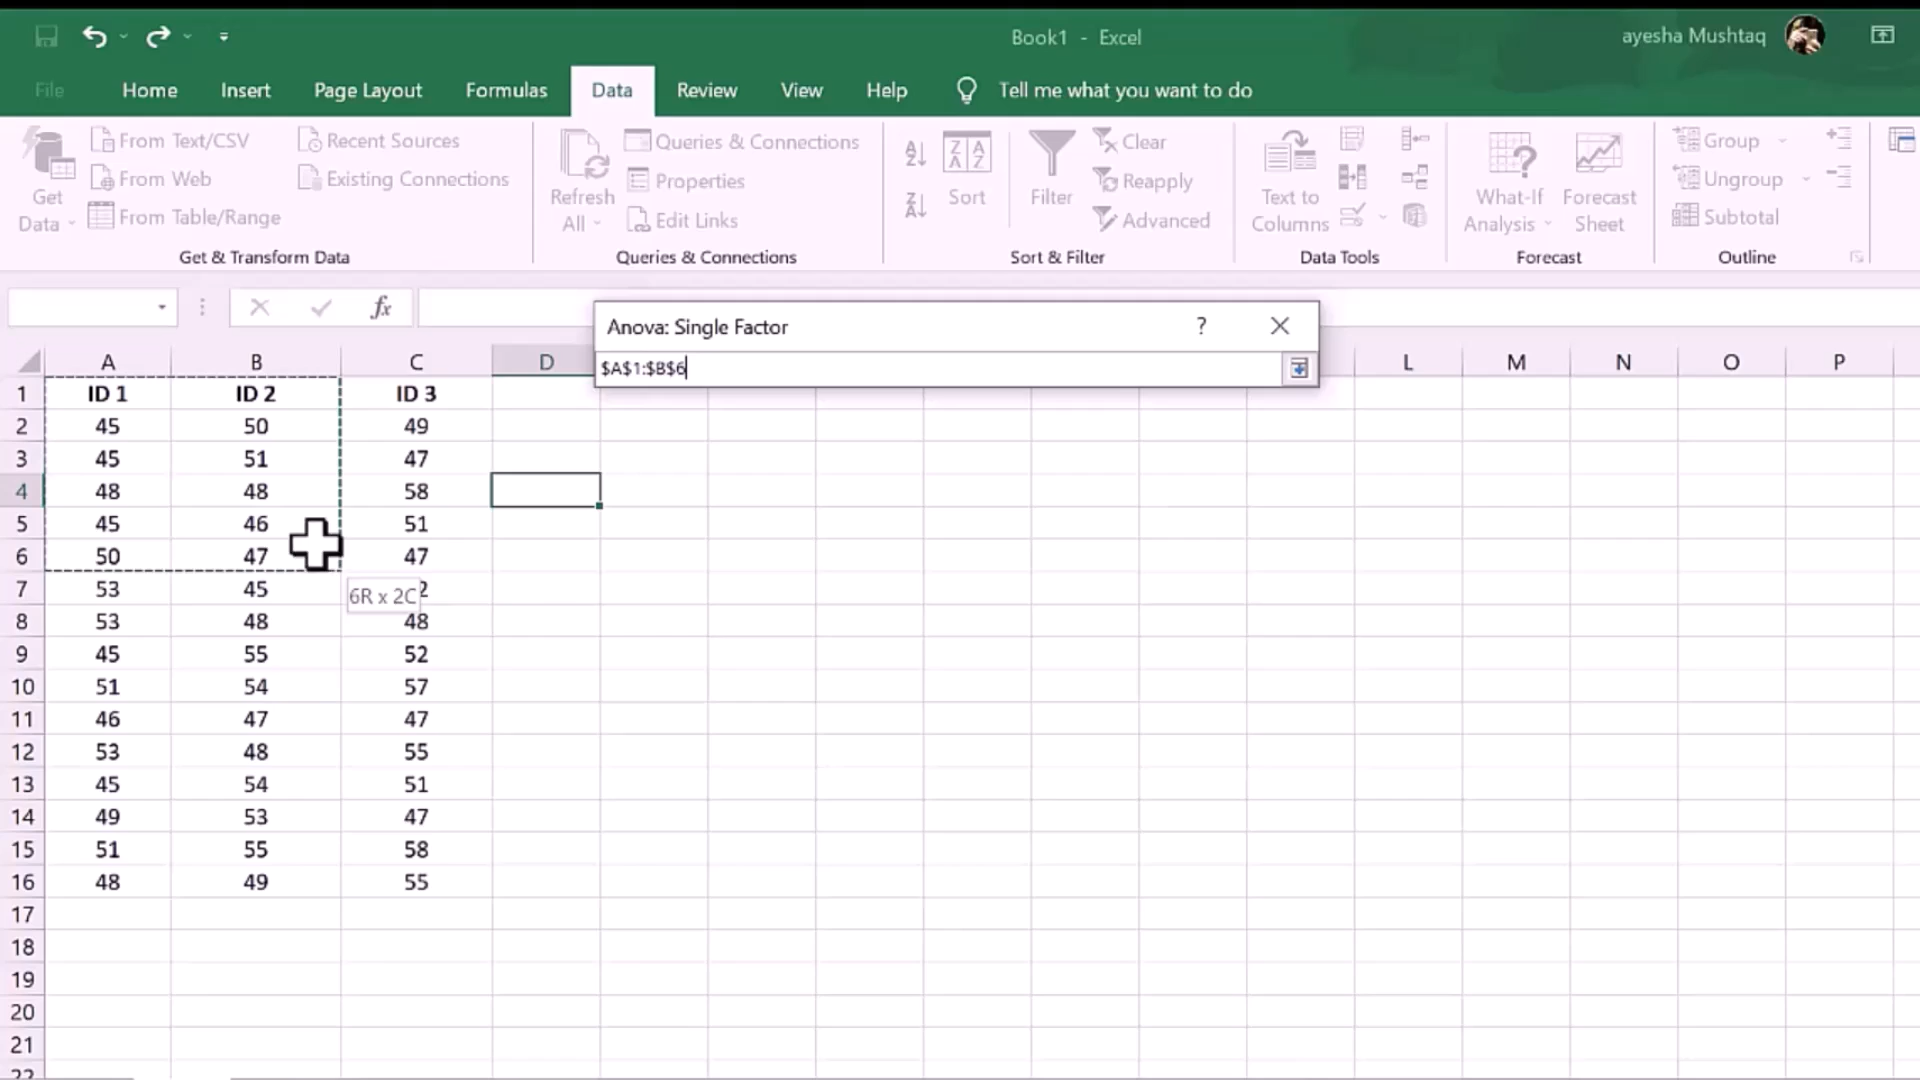 Book1 - Excel
ayesha Mushtaq
File Home Insert Page Layout Formulas Data Review View Help Tell me what you want to do
Get Data
From Text/CSV
From Web
From Table/Range
Recent Sources
Existing Connections
Get & Transform Data
Refresh All
Queries & Connections
Properties
Edit Links
Queries & Connections
Sort
Filter
Clear
Reapply
Advanced
Sort & Filter
Text to Columns
Data Tools
What-If Analysis
Forecast Sheet
Forecast
Group
Ungroup
Subtotal
Outline
fx
Anova: Single Factor ?
$A$1:$B$6
A B C D L M N O P
1 ID 1 ID 2 ID 3
2 45 50 49
3 45 51 47
4 48 48 58
5 45 46 51
6 50 47 47
7 53 45 2
6R x 2C
8 53 48 48
9 45 55 52
10 51 54 57
11 46 47 47
12 53 48 55
13 45 54 51
14 49 53 47
15 51 55 58
16 48 49 55
17
18
19
20
21
22